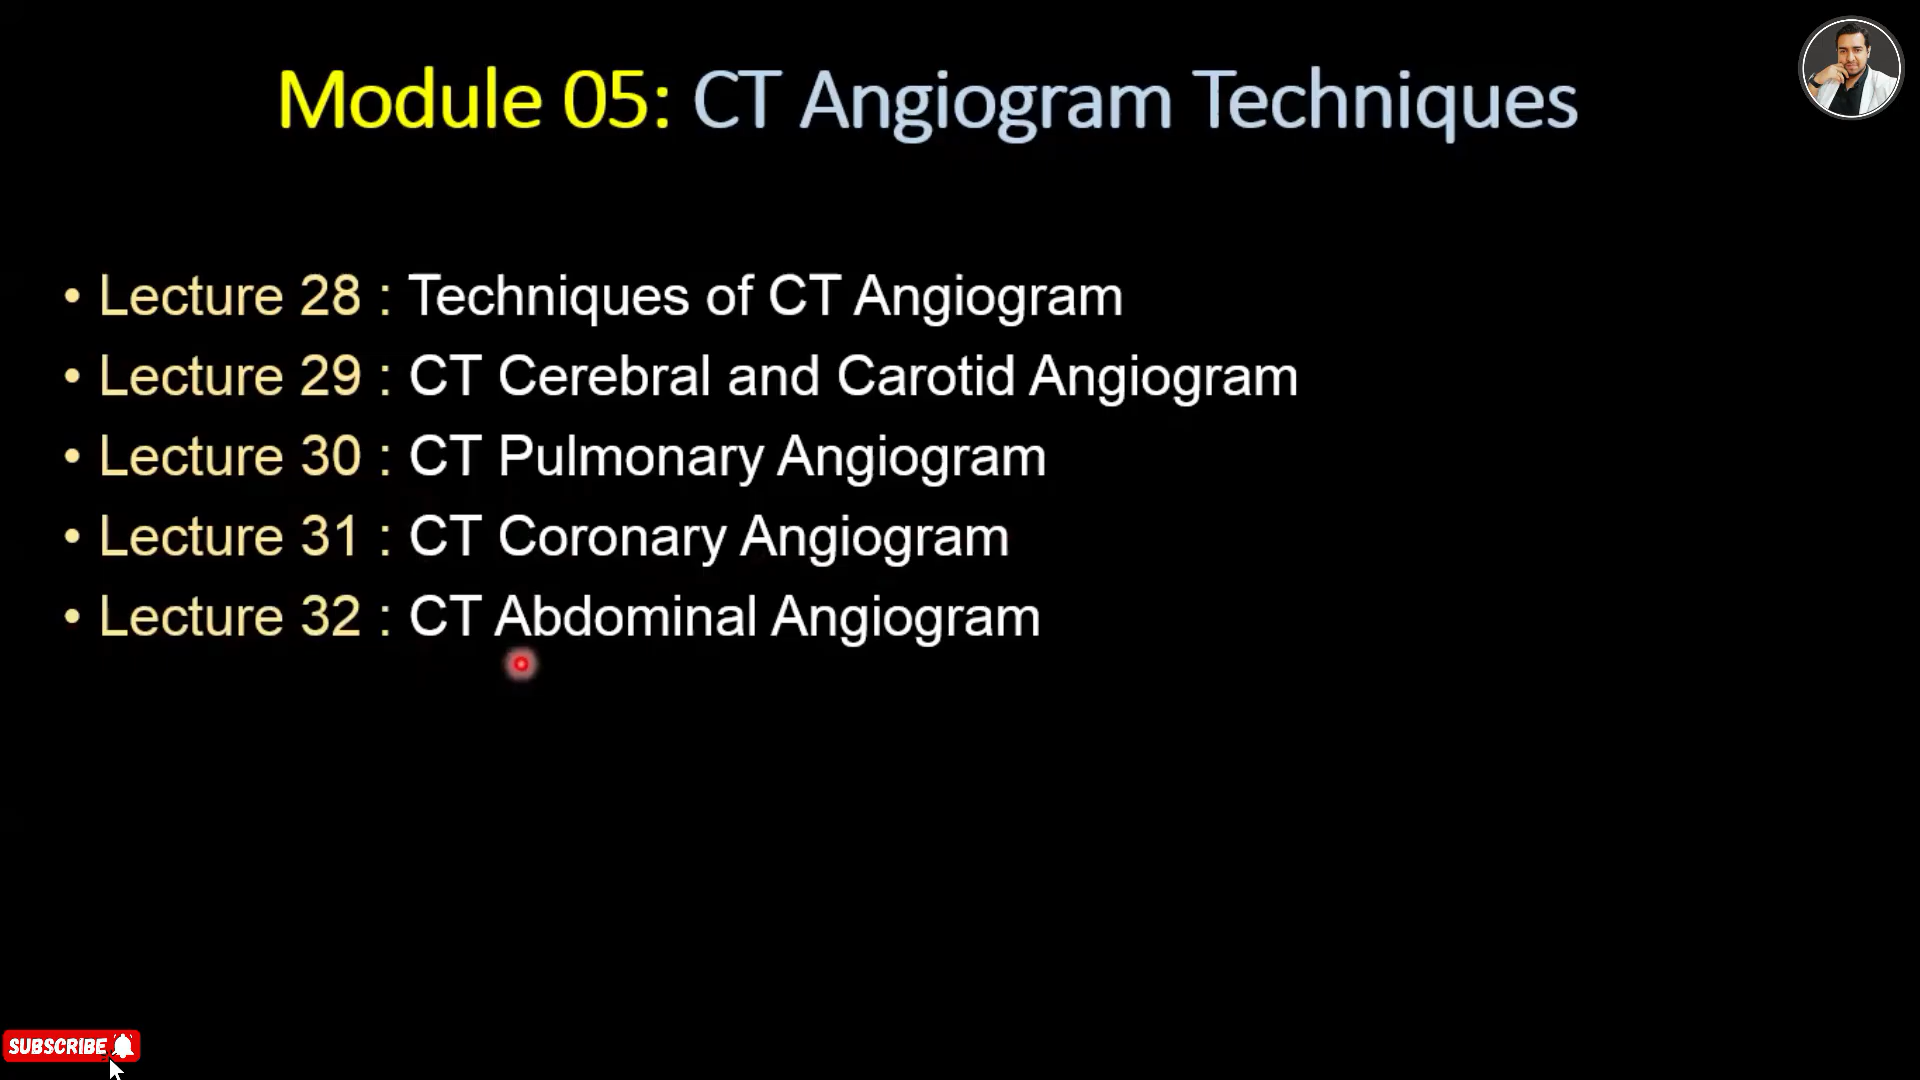 Module 05: CT Angiogram Techniques
• Lecture 28 : Techniques of CT Angiogram
• Lecture 29 : CT Cerebral and Carotid Angiogram
• Lecture 30 : CT Pulmonary Angiogram
• Lecture 31 : CT Coronary Angiogram
• Lecture 32 : CT Abdominal Angiogram
SUBSCRIBE